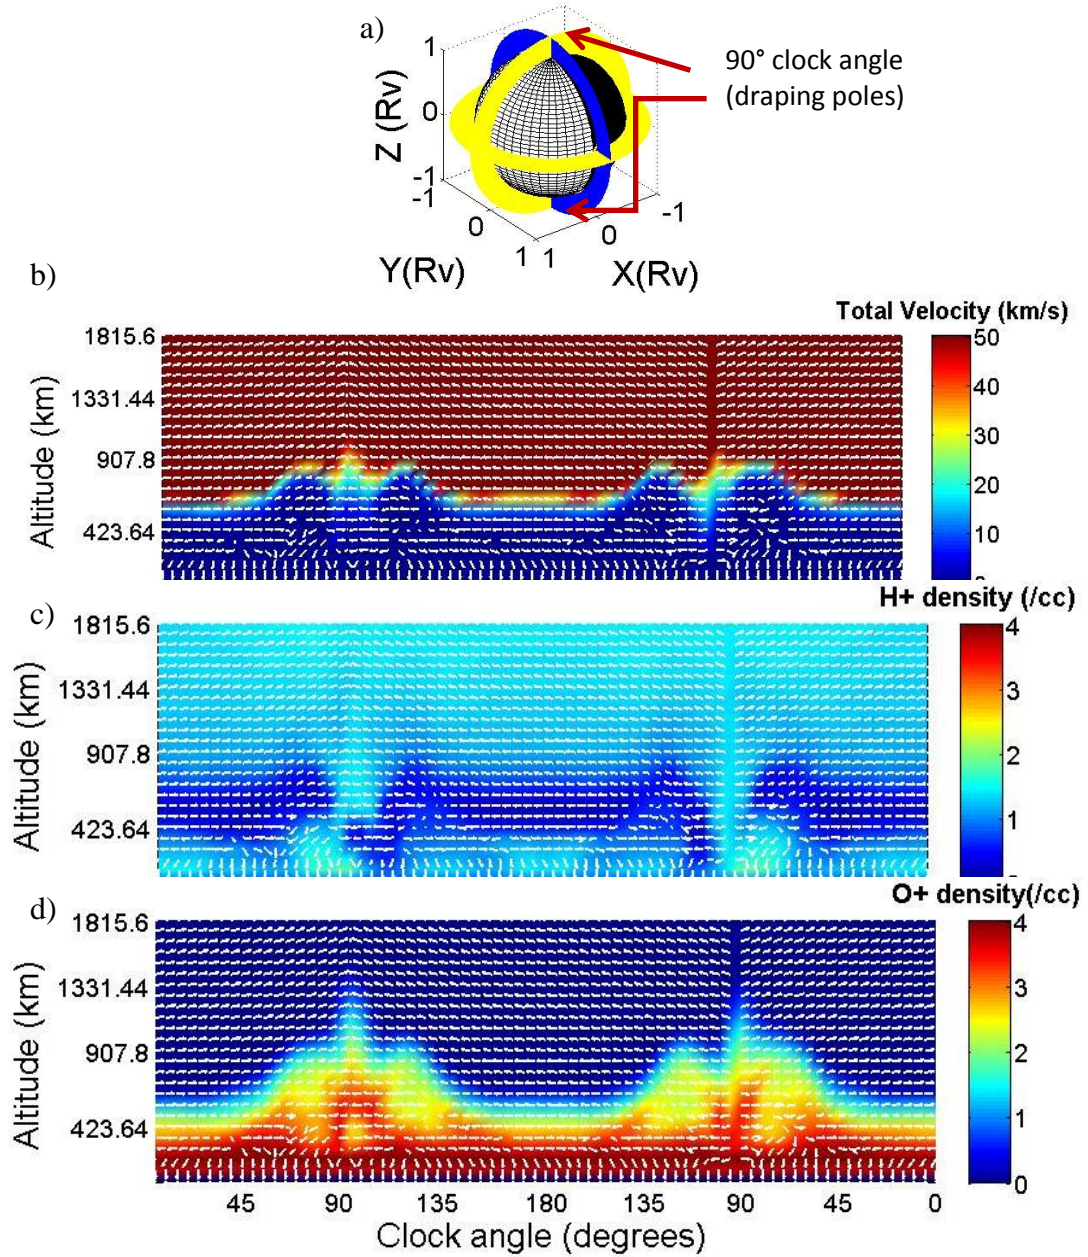 a)
90° clock angle
(draping poles)
1
0
-1
Z (Rv)
-1
0
1
Y(Rv)
1
0
-1
X(Rv)
b)
Total Velocity (km/s)
1815.6
1331.44
907.8
423.64
Altitude (km)
50
40
30
20
10
c)
H+ density (/cc)
1815.6
1331.44
907.8
423.64
Altitude (km)
4
3
2
1
d)
O+ density(/cc)
1815.6
1331.44
907.8
423.64
Altitude (km)
4
3
2
1
0
45 90 135 180 135 90 45 0
Clock angle (degrees)